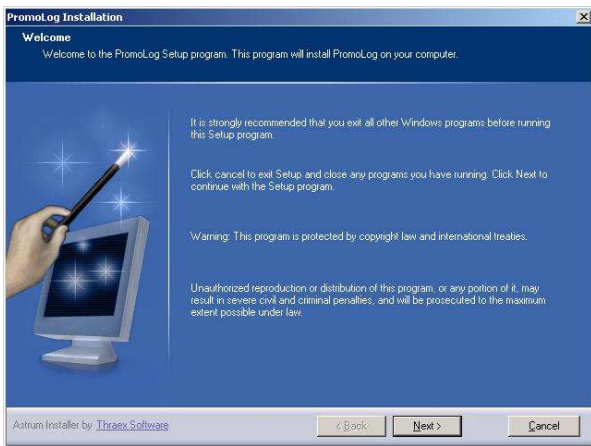 PromoLog Installation
Welcome
Welcome to the PromoLog Setup program. This program will install PromoLog on your computer.
It is strongly recommended that you exit all other Windows programs before running
this Setup program.
Click cancel to exit Setup and close any programs you have running. Click Next to
continue with the Setup program.
Warning: This program is protected by copyright law and international treaties.
Unauthorized reproduction or distribution of this program, or any portion of it, may
result in severe civil and criminal penalties, and will be prosecuted to the maximum
extent possible under law.
Astrum Installer by Thraex Software
< Back
Next >
Cancel